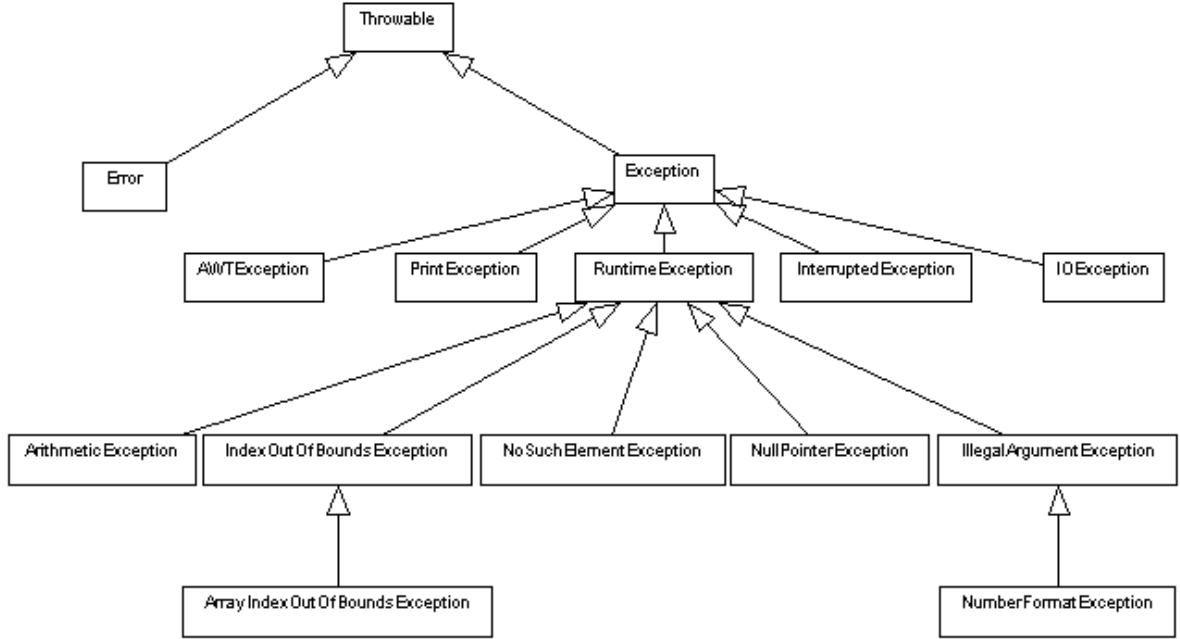 Throwable
Error
Exception
AWTException
PrintException
RuntimeException
InterruptedException
IOException
ArithmeticException
IndexOutOfBoundsException
NoSuchElementException
NullPointerException
IllegalArgumentException
ArrayIndexOutOfBoundsException
NumberFormatException